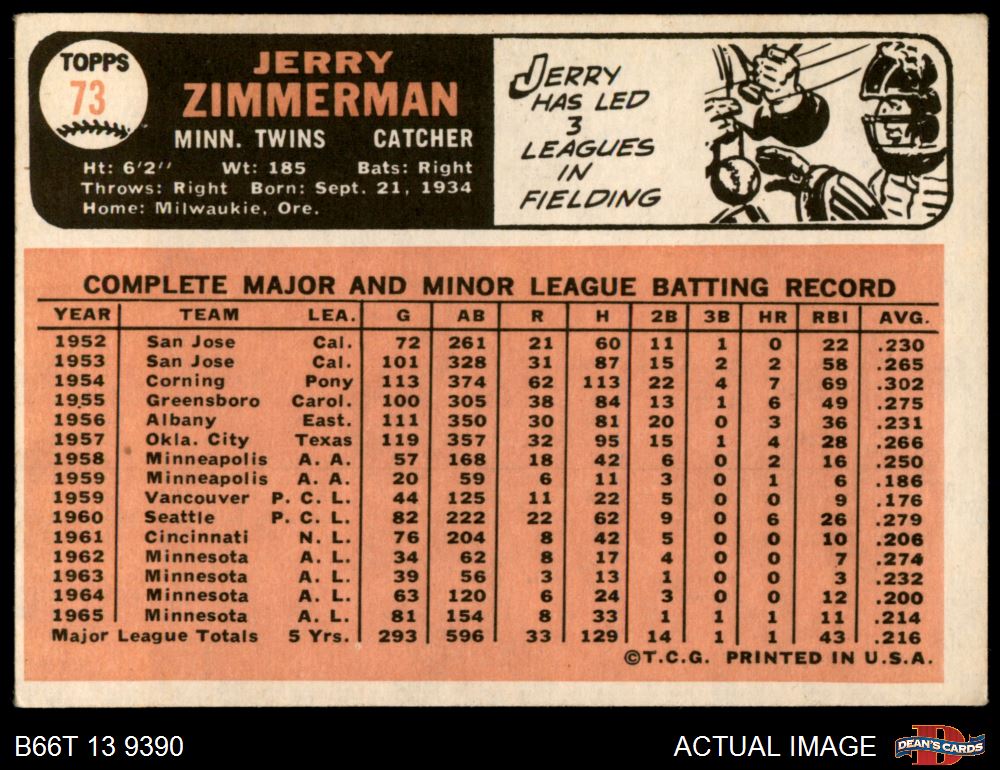 TOPPS
73
JERRY
ZIMMERMAN
MINN. TWINS CATCHER
Ht: 6'2" Wt: 185 Bats: Right
Throws: Right Born: Sept. 21, 1934
Home: Milwaukie, Ore.
JERRY
HAS LED
3
LEAGUES
IN
FIELDING
COMPLETE MAJOR AND MINOR LEAGUE BATTING RECORD
YEAR TEAM LEA. G AB R H 2B 3B HR RBI AVG.
1952 San Jose Cal. 72 261 21 60 11 1 0 22 .230
1953 San Jose Cal. 101 328 31 87 15 2 2 58 .265
1954 Corning Pony 113 374 62 113 22 4 7 69 .302
1955 Greensboro Carol. 100 305 38 84 13 1 6 49 .275
1956 Albany East. 111 350 30 81 20 0 3 36 .231
1957 Okla. City Texas 119 357 32 95 15 1 4 28 .266
1958 Minneapolis A. A. 57 168 18 42 6 0 2 16 .250
1959 Minneapolis A. A. 20 59 6 11 3 0 1 6 .186
1959 Vancouver P. C. L. 44 125 11 22 5 0 0 9 .176
1960 Seattle P. C. L. 82 222 22 62 9 0 6 26 .279
1961 Cincinnati N. L. 76 204 8 42 5 0 0 10 .206
1962 Minnesota A. L. 34 62 8 17 4 0 0 7 .274
1963 Minnesota A. L. 39 56 3 13 1 0 0 3 .232
1964 Minnesota A. L. 63 120 6 24 3 0 0 12 .200
1965 Minnesota A. L. 81 154 8 33 1 1 1 11 .214
Major League Totals 5 Yrs. 293 596 33 129 14 1 1 43 .216
©T.C.G. PRINTED IN U.S.A.
B66T 13 9390 ACTUAL IMAGE
D
DEAN'S CARDS